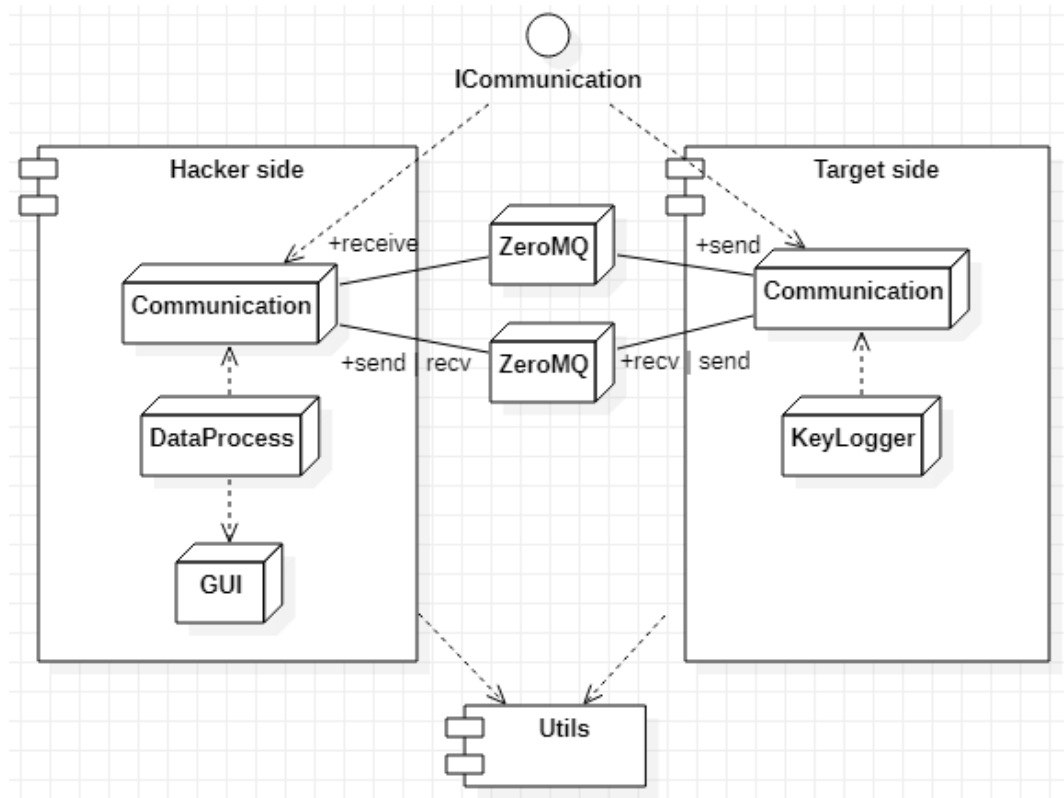 ICommunication
Hacker side
Target side
+receive
ZeroMQ
+send
Communication
Communication
+send | recv
ZeroMQ
+recv | send
DataProcess
KeyLogger
GUI
Utils